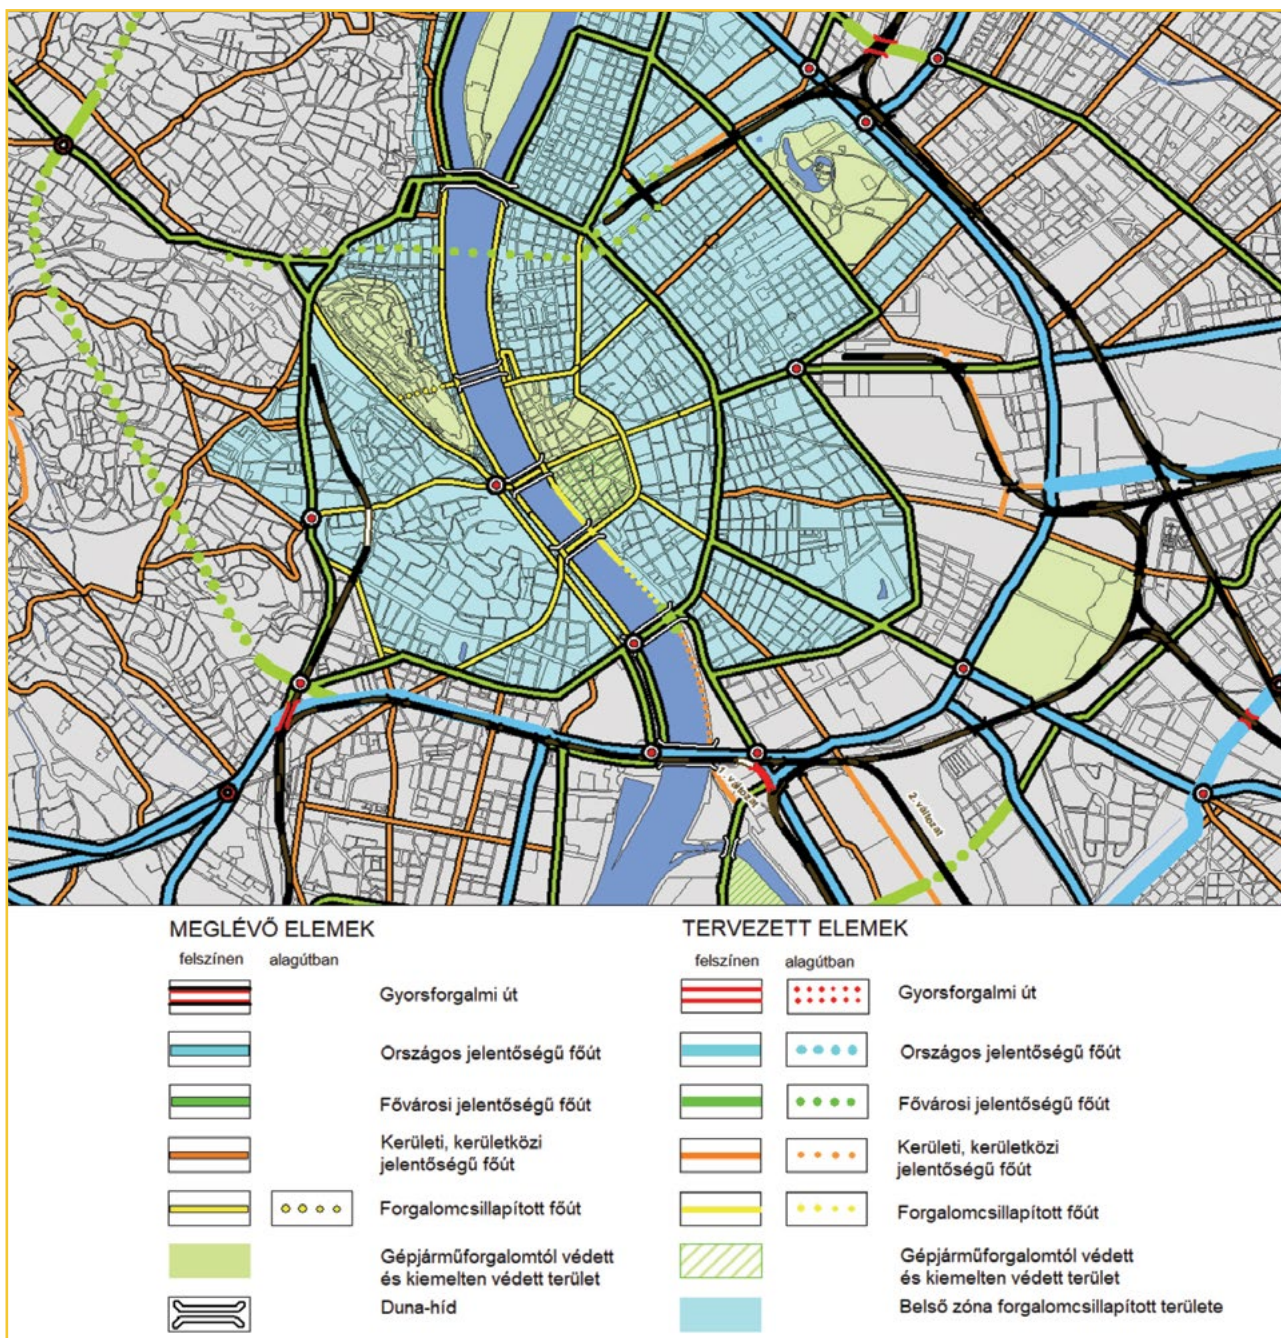 1. változat
2. változat
MEGLÉVŐ ELEMEK
felszínen alagútban
Gyorsforgalmi út
Országos jelentőségű főút
Fővárosi jelentőségű főút
Kerületi, kerületközi
jelentőségű főút
Forgalomcsillapított főút
Gépjárműforgalomtól védett
és kiemelten védett terület
Duna-híd
TERVEZETT ELEMEK
felszínen alagútban
Gyorsforgalmi út
Országos jelentőségű főút
Fővárosi jelentőségű főút
Kerületi, kerületközi
jelentőségű főút
Forgalomcsillapított főút
Gépjárműforgalomtól védett
és kiemelten védett terület
Belső zóna forgalomcsillapított területe